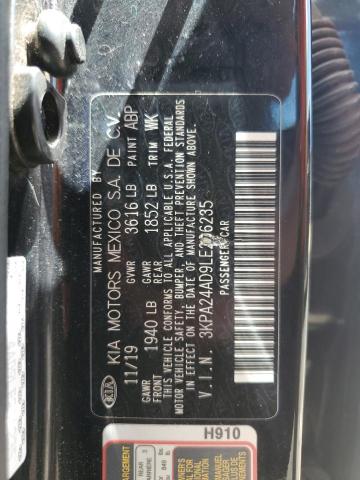 MANUFACTURED BY
KIA KIA MOTORS MEXICO S.A. DE C.V.
11/19 GVWR 3616 LB PAINT ABP
GAWR FRONT 1940 LB GAWR REAR 1852 LB TRIM WK
THIS VEHICLE CONFORMS TO ALL APPLICABLE U.S.A. FEDERAL
MOTOR VEHICLE SAFETY, BUMPER, AND THEFT PREVENTION STANDARDS
IN EFFECT ON THE DATE OF MANUFACTURE SHOWN ABOVE.
V.I.N. 3KPA24AD9LE
PASSENGER CAR
H910